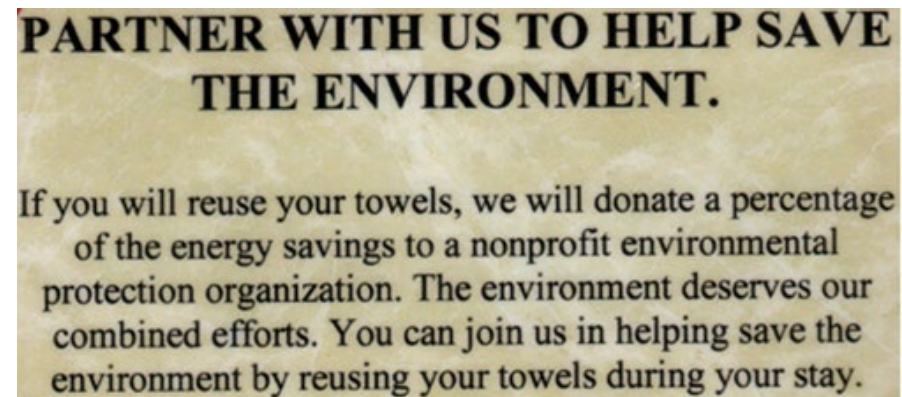 PARTNER WITH US TO HELP SAVE
THE ENVIRONMENT.
If you will reuse your towels, we will donate a percentage
of the energy savings to a nonprofit environmental
protection organization. The environment deserves our
combined efforts. You can join us in helping save the
environment by reusing your towels during your stay.